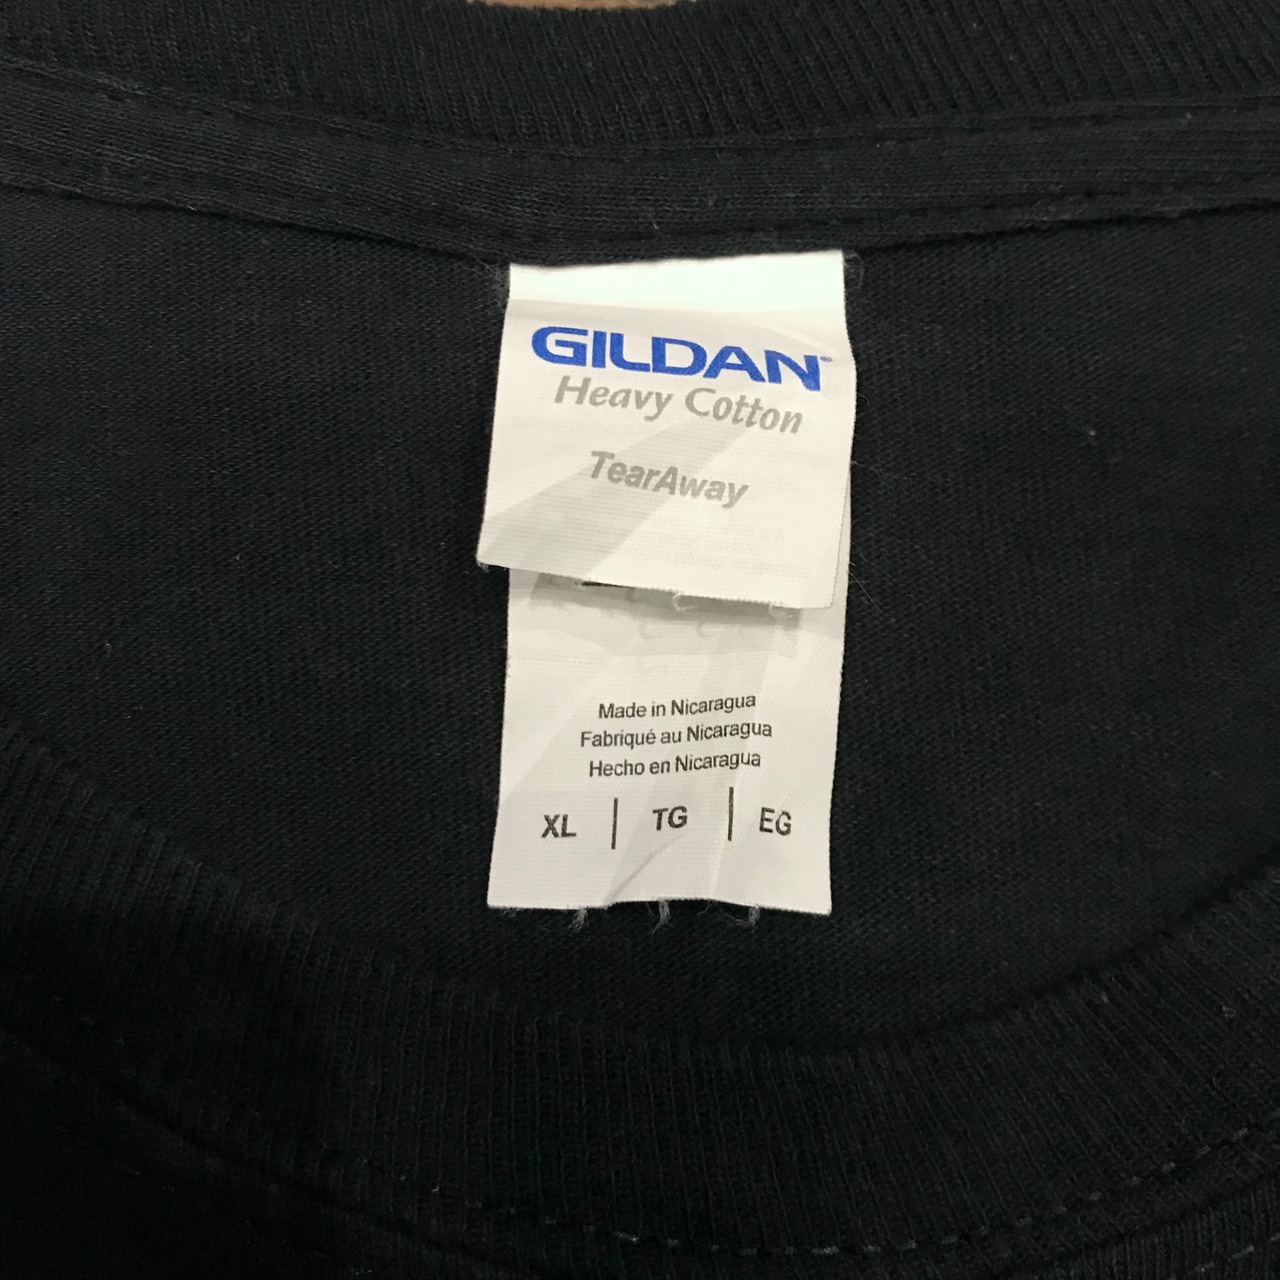 GILDAN
Heavy Cotton
TearAway
Made in Nicaragua
Fabriqué au Nicaragua
Hecho en Nicaragua
XL | TG | EG